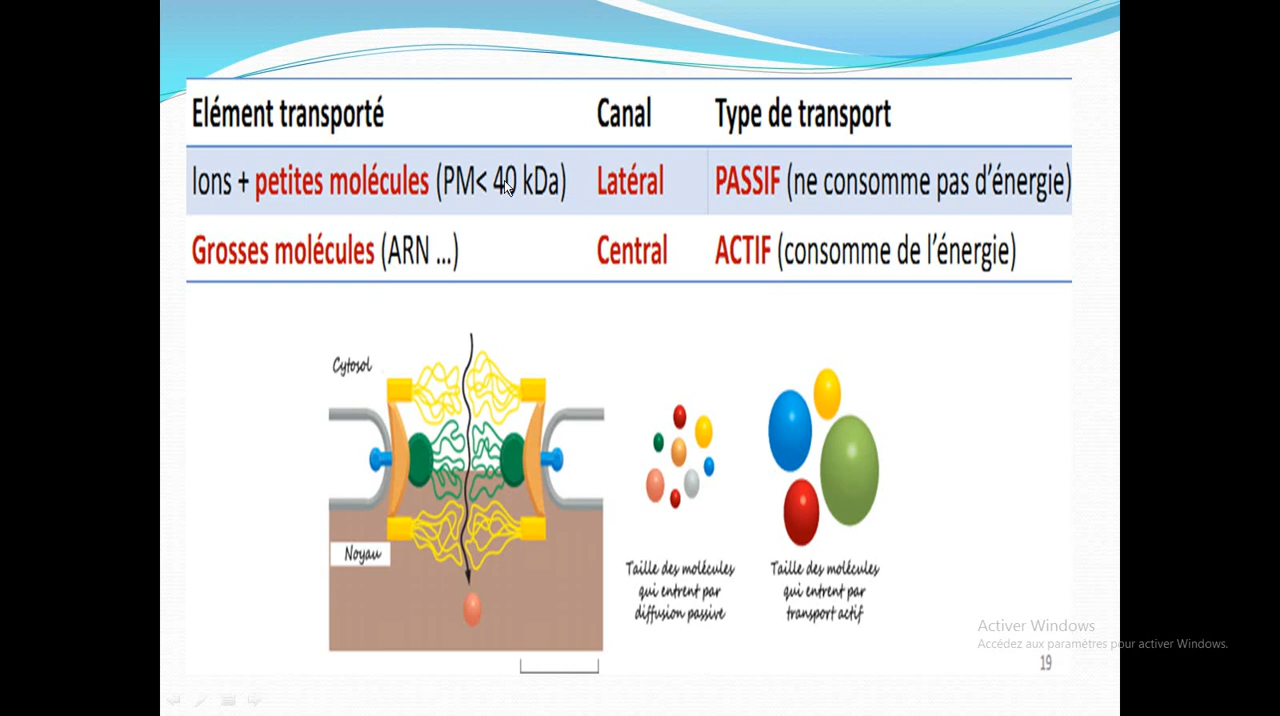 Elément transporté Canal Type de transport
Ions + petites molécules (PM< 40 kDa) Latéral PASSIF (ne consomme pas d’énergie)
Grosses molécules (ARN ...) Central ACTIF (consomme de l’énergie)
Cytosol
Noyau
Taille des molécules
qui entrent par
diffusion passive
Taille des molécules
qui entrent par
transport actif
Activer Windows
Accédez aux paramètres pour activer Windows.
19